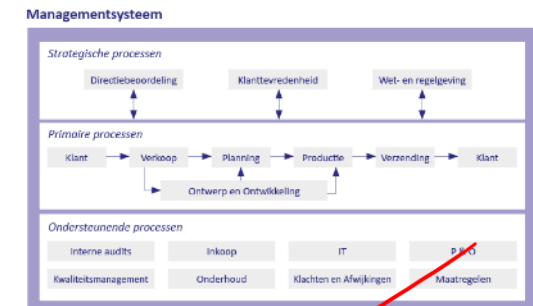 Managementsysteem
Strategische processen
Directiebeoordeling Klanttevredenheid Wet- en regelgeving
Primaire processen
Klant Verkoop Planning Productie Verzending Klant
Ontwerp en Ontwikkeling
Ondersteunende processen
Interne audits Inkoop IT P & O
Kwaliteitsmanagement Onderhoud Klachten en Afwijkingen Maatregelen